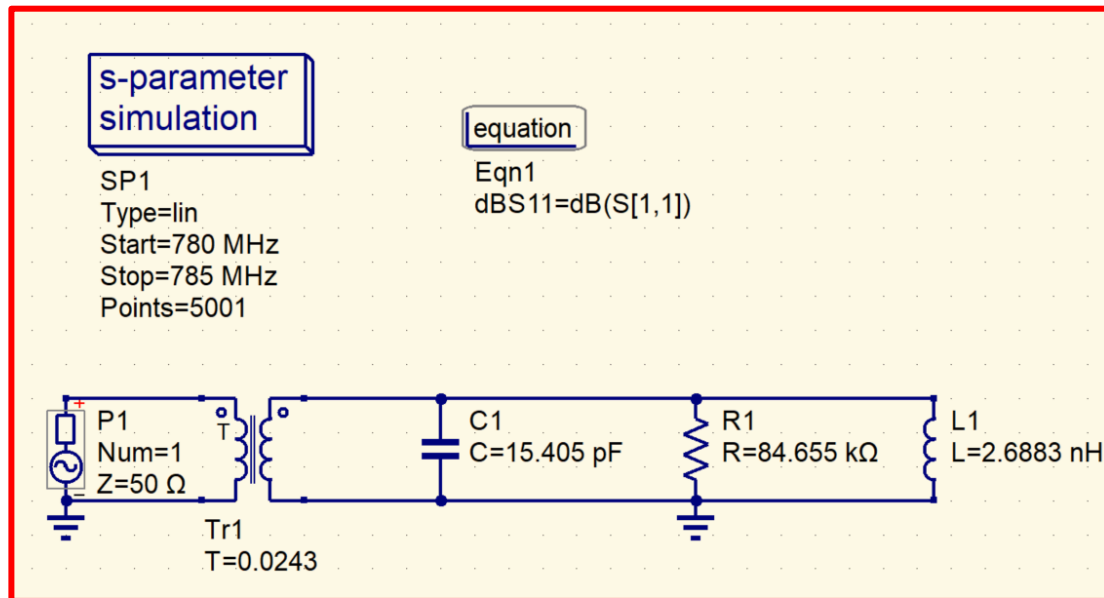 s-parameter
simulation
SP1
Type=lin
Start=780 MHz
Stop=785 MHz
Points=5001
equation
Eqn1
dBS11=dB(S[1,1])
P1
Num=1
Z=50 Ω
T
Tr1
T=0.0243
C1
C=15.405 pF
R1
R=84.655 kΩ
L1
L=2.6883 nH